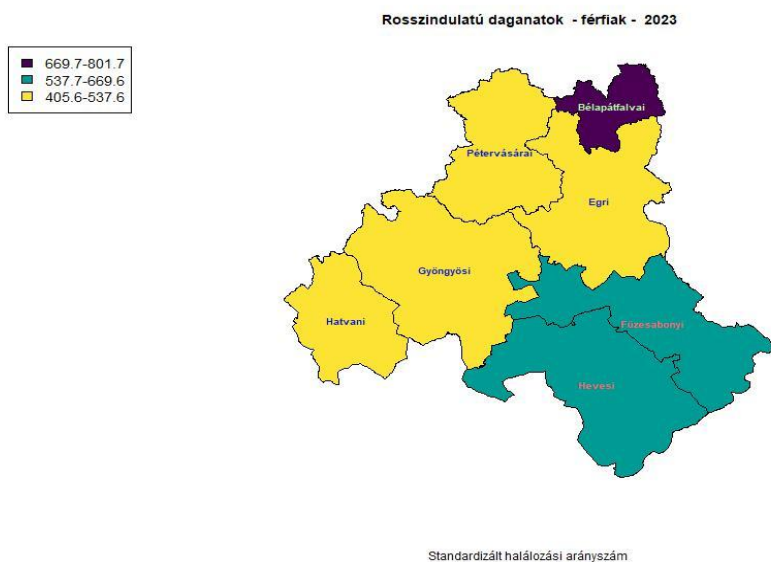 Rosszindulatú daganatok - férfiak - 2023
669.7-801.7
537.7-669.6
405.6-537.6
Bélapátfalvai
Pétervásárai
Egri
Gyöngyösi
Hatvani
Füzesabonyi
Hevesi
Standardizált halálozási arányszám